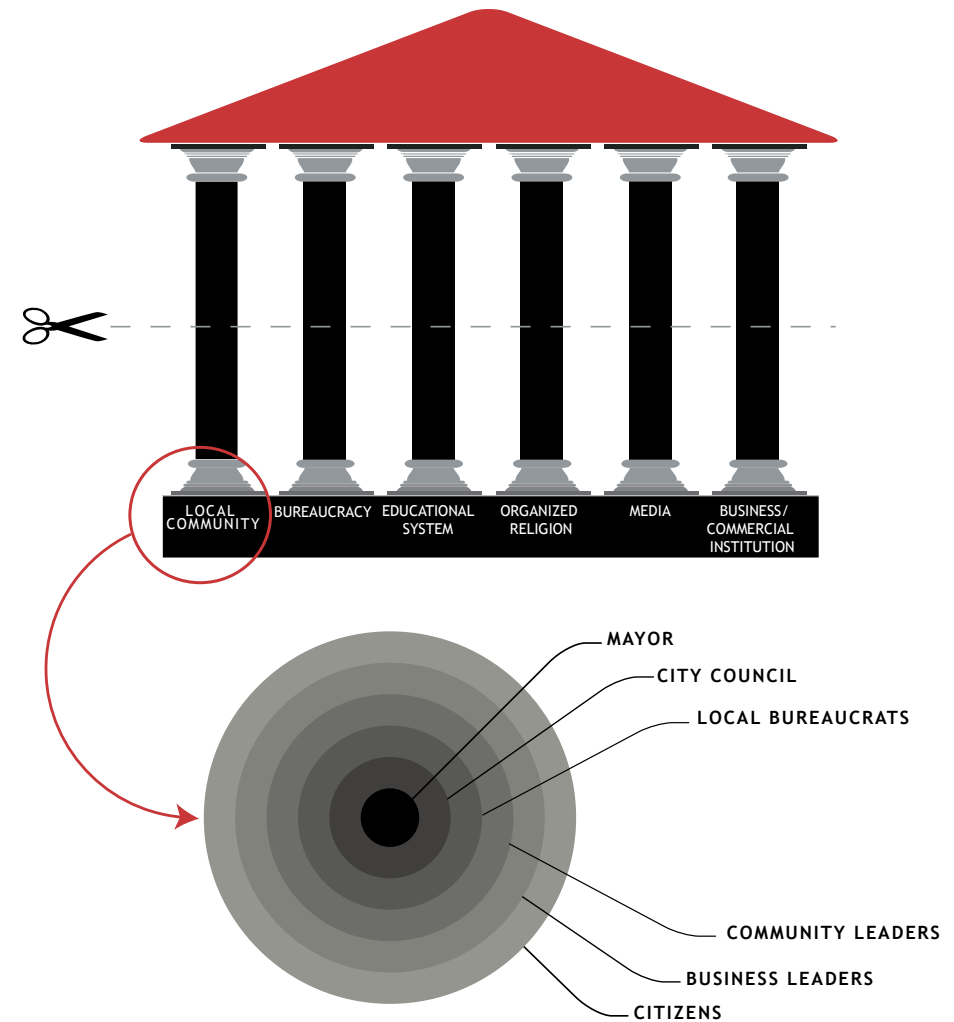 LOCAL
COMMUNITY
BUREAUCRACY
EDUCATIONAL
SYSTEM
ORGANIZED
RELIGION
MEDIA
BUSINESS/
COMMERCIAL
INSTITUTION
MAYOR
CITY COUNCIL
LOCAL BUREAUCRATS
COMMUNITY LEADERS
BUSINESS LEADERS
CITIZENS